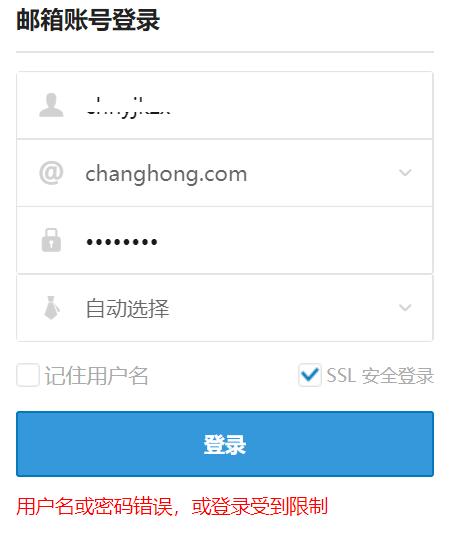 邮箱账号登录
@
changhong.com
••••••••
自动选择
记住用户名
SSL 安全登录
登录
用户名或密码错误，或登录受到限制